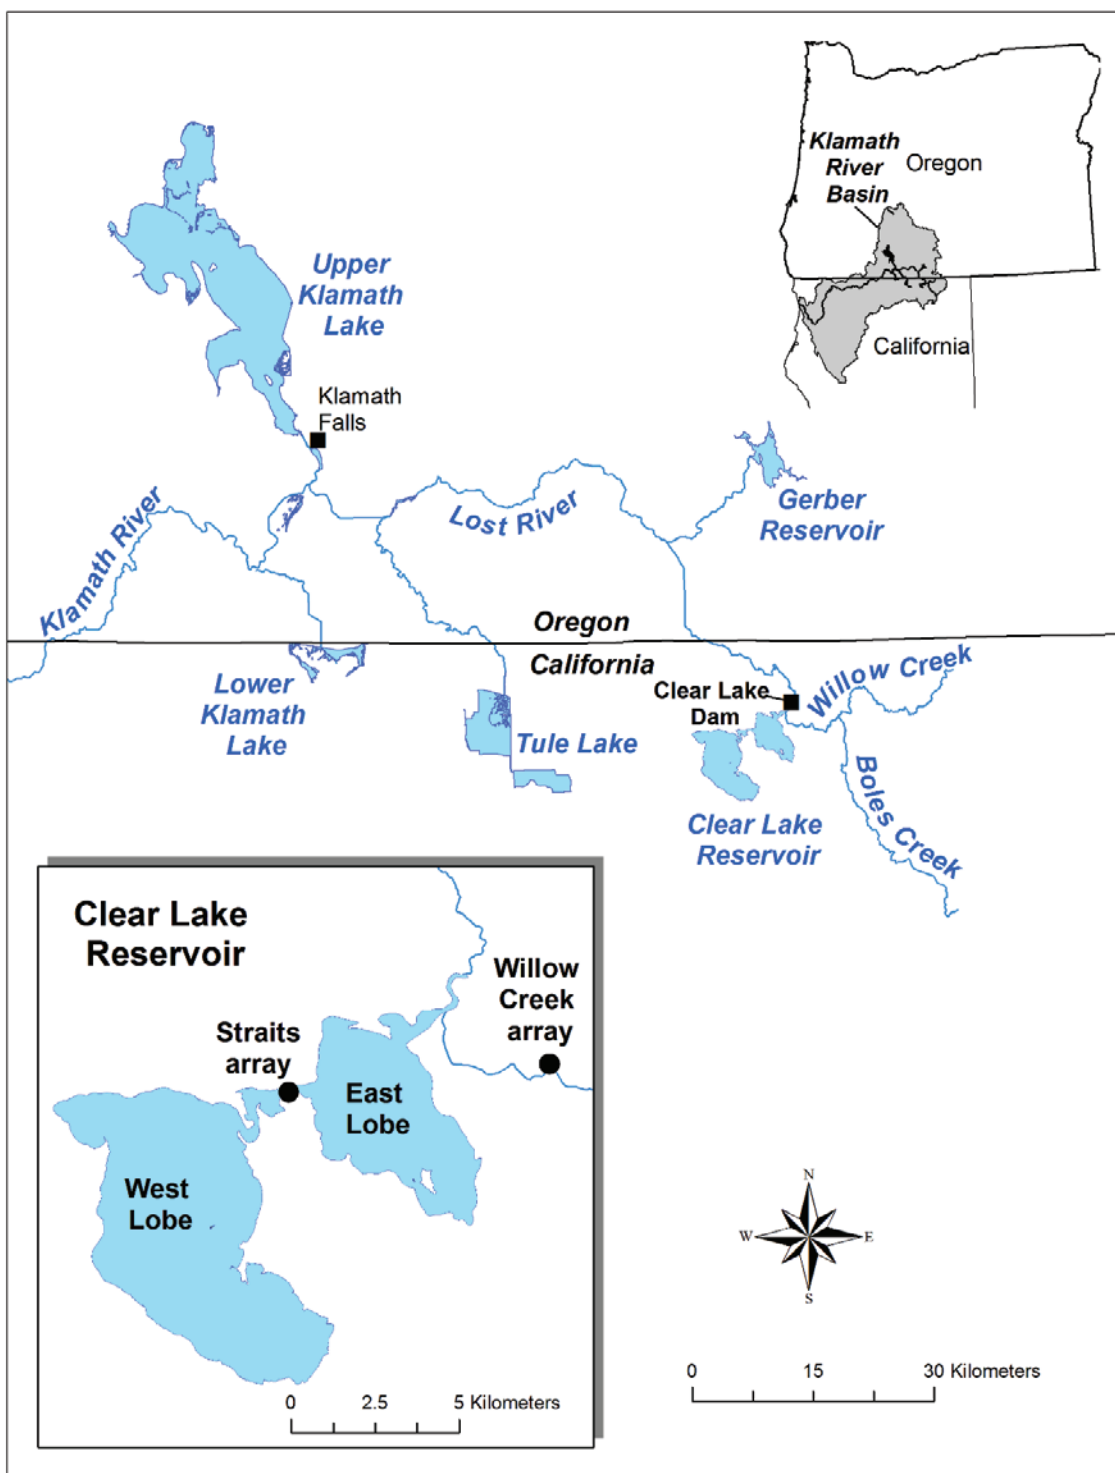 Klamath
River
Basin
Oregon
California
Upper
Klamath
Lake
Klamath
Falls
Klamath River
Lost River
Gerber
Reservoir
Oregon
California
Lower
Klamath
Lake
Tule Lake
Clear Lake
Dam
Willow Creek
Boles Creek
Clear Lake
Reservoir
Clear Lake
Reservoir
Willow
Creek
array
Straits
array
East
Lobe
West
Lobe
0 2.5 5 Kilometers
N
W E
S
0 15 30 Kilometers